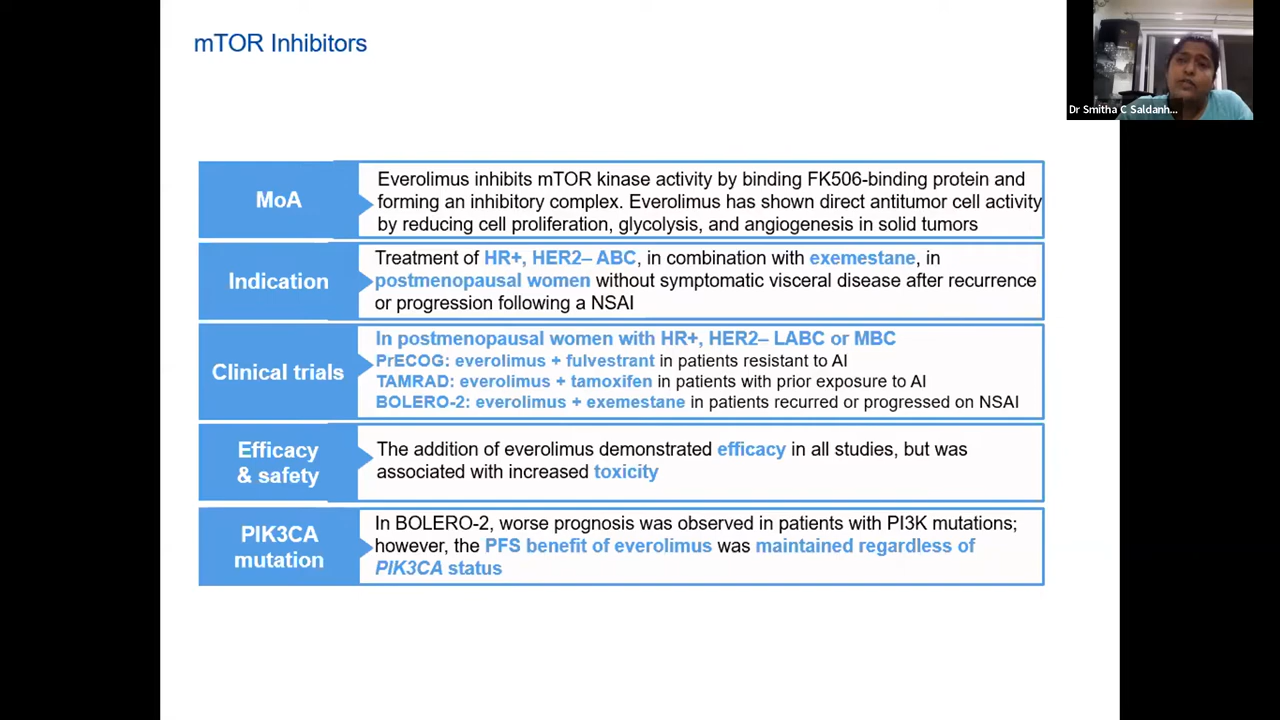 mTOR Inhibitors
Dr Smitha C Saldanh...
MoA
Everolimus inhibits mTOR kinase activity by binding FK506-binding protein and
forming an inhibitory complex. Everolimus has shown direct antitumor cell activity
by reducing cell proliferation, glycolysis, and angiogenesis in solid tumors
Indication
Treatment of HR+, HER2– ABC, in combination with exemestane, in
postmenopausal women without symptomatic visceral disease after recurrence
or progression following a NSAI
Clinical trials
In postmenopausal women with HR+, HER2– LABC or MBC
PrECOG: everolimus + fulvestrant in patients resistant to AI
TAMRAD: everolimus + tamoxifen in patients with prior exposure to AI
BOLERO-2: everolimus + exemestane in patients recurred or progressed on NSAI
Efficacy
& safety
The addition of everolimus demonstrated efficacy in all studies, but was
associated with increased toxicity
PIK3CA
mutation
In BOLERO-2, worse prognosis was observed in patients with PI3K mutations;
however, the PFS benefit of everolimus was maintained regardless of
PIK3CA status